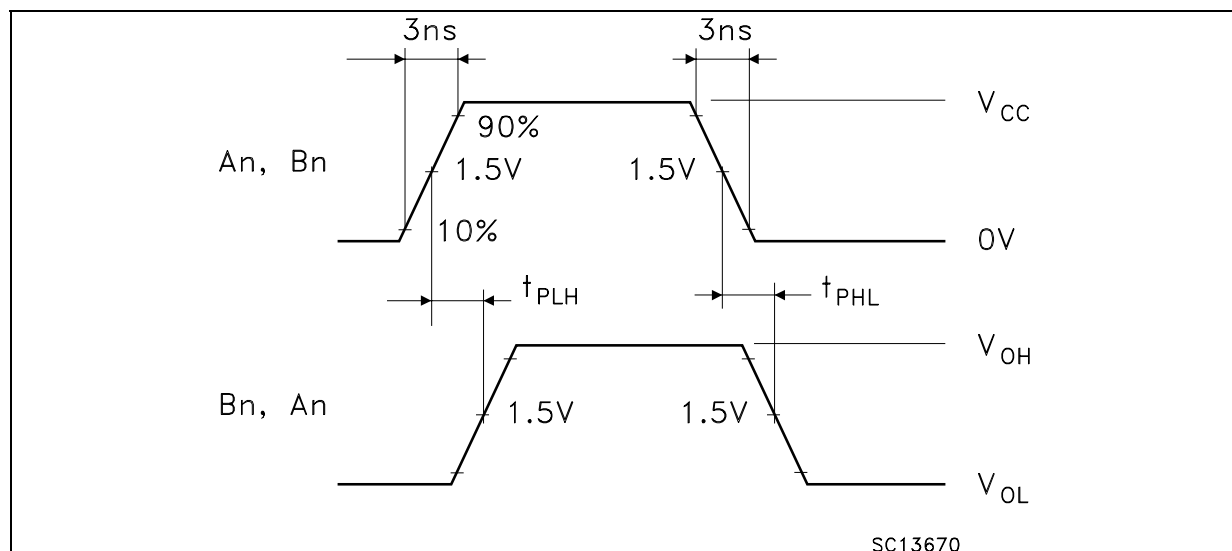 3ns 3ns
V_CC
90%
An, Bn 1.5V 1.5V
10%
0V
t_PLH t_PHL
V_OH
Bn, An 1.5V 1.5V
V_OL
SC13670